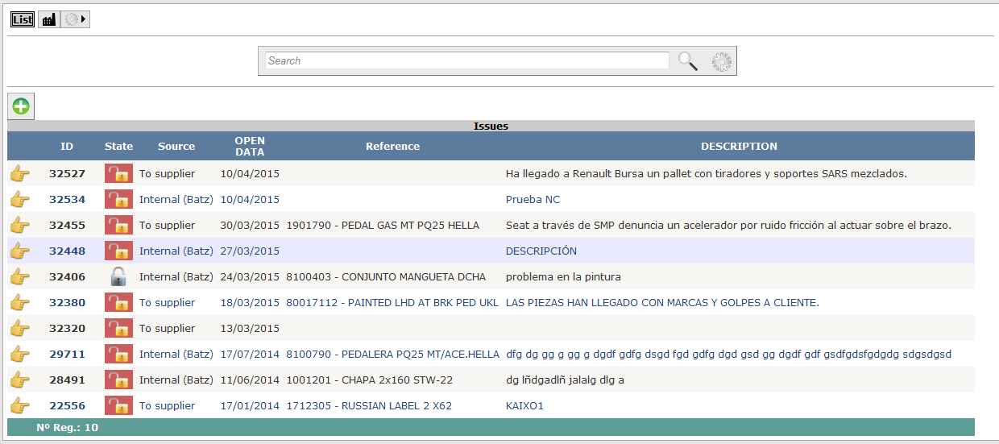 List
Search
Issues
ID State Source OPEN DATA Reference DESCRIPTION
32527 To supplier 10/04/2015 Ha llegado a Renault Bursa un pallet con tiradores y soportes SARS mezclados.
32534 Internal (Batz) 10/04/2015 Prueba NC
32455 To supplier 30/03/2015 1901790 - PEDAL GAS MT PQ25 HELLA Seat a través de SMP denuncia un acelerador por ruido fricción al actuar sobre el brazo.
32448 Internal (Batz) 27/03/2015 DESCRIPCIÓN
32406 Internal (Batz) 24/03/2015 8100403 - CONJUNTO MANGUETA DCHA problema en la pintura
32380 To supplier 18/03/2015 80017112 - PAINTED LHD AT BRK PED UKL LAS PIEZAS HAN LLEGADO CON MARCAS Y GOLPES A CLIENTE.
32320 To supplier 13/03/2015
29711 Internal (Batz) 17/07/2014 8100790 - PEDALERA PQ25 MT/ACE.HELLA dfg dg gg g gg g dgdf gdfg dsgd fgd gdfg dgd gsd gg dgdf gdf gsdfgdsfgdgdg sdgsdgsd
28491 Internal (Batz) 11/06/2014 1001201 - CHAPA 2x160 STW-22 dg lñdgadlñ jalalg dlg a
22556 To supplier 17/01/2014 1712305 - RUSSIAN LABEL 2 X62 KAIXO1
Nº Reg.: 10